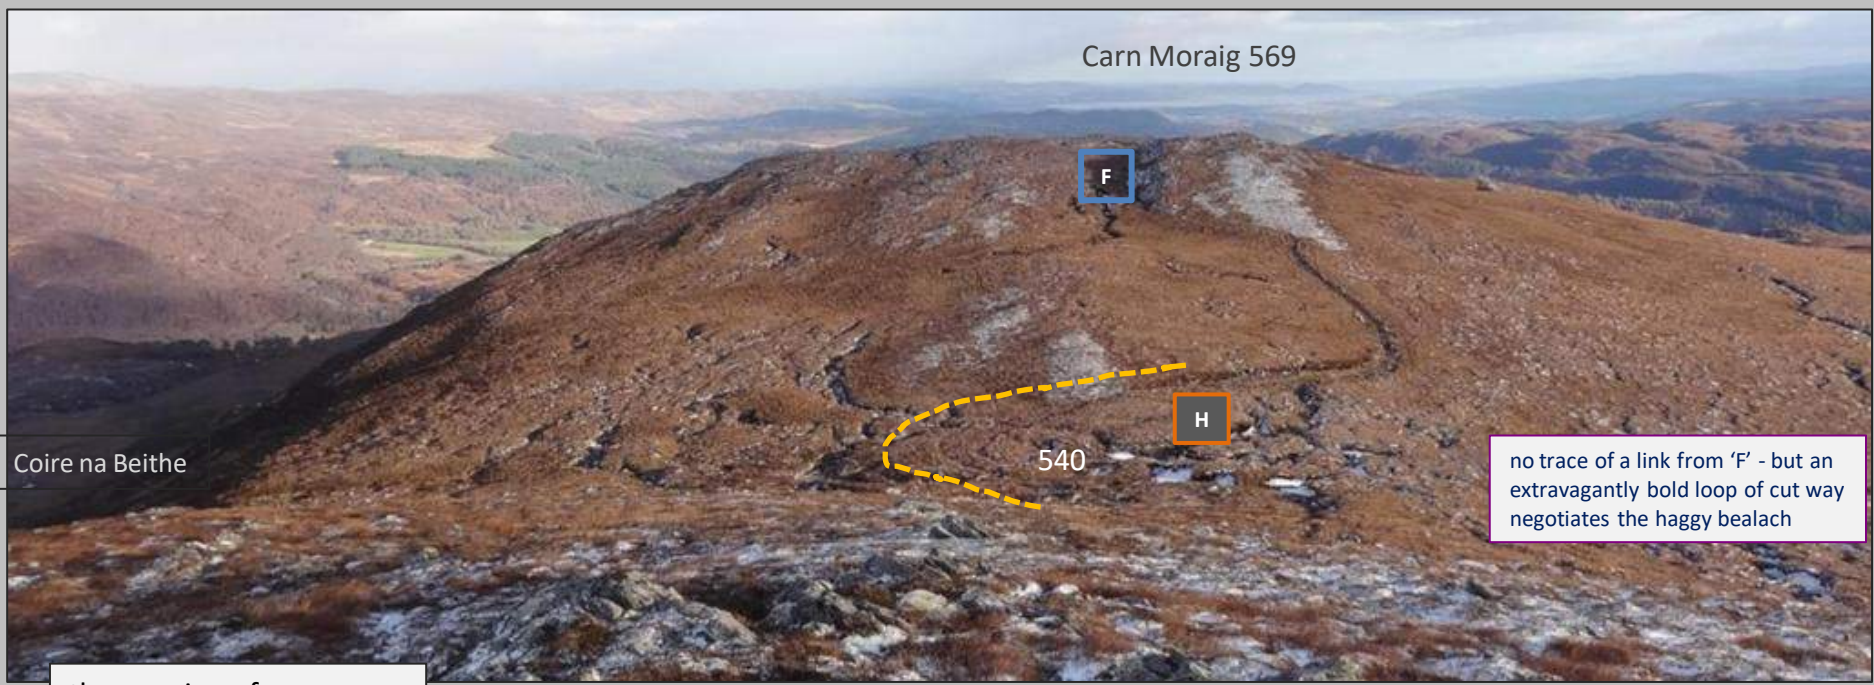 Carn Moraig 569
F
H
540
Coire na Beithe
no trace of a link from ‘F’ - but an
extravagantly bold loop of cut way
negotiates the haggy bealach